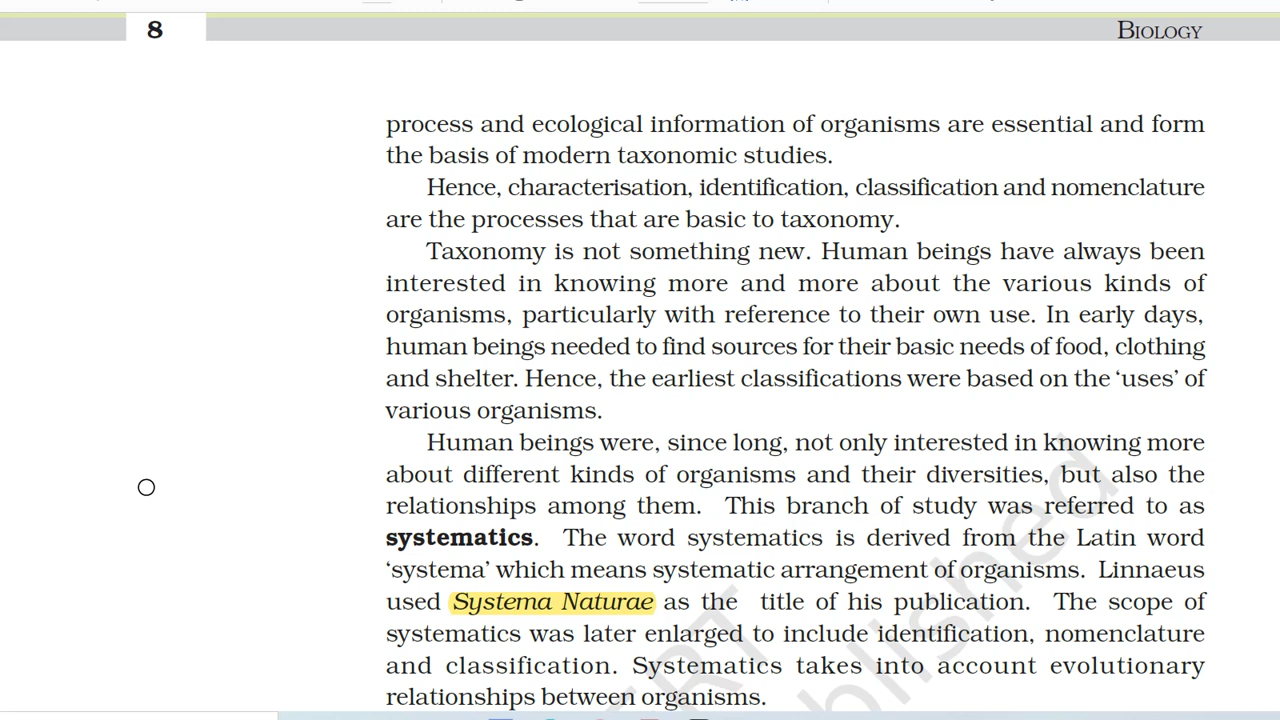 8
BIOLOGY
process and ecological information of organisms are essential and form
the basis of modern taxonomic studies.
Hence, characterisation, identification, classification and nomenclature
are the processes that are basic to taxonomy.
Taxonomy is not something new. Human beings have always been
interested in knowing more and more about the various kinds of
organisms, particularly with reference to their own use. In early days,
human beings needed to find sources for their basic needs of food, clothing
and shelter. Hence, the earliest classifications were based on the ‘uses’ of
various organisms.
Human beings were, since long, not only interested in knowing more
about different kinds of organisms and their diversities, but also the
relationships among them. This branch of study was referred to as
systematics. The word systematics is derived from the Latin word
‘systema’ which means systematic arrangement of organisms. Linnaeus
used Systema Naturae as the title of his publication. The scope of
systematics was later enlarged to include identification, nomenclature
and classification. Systematics takes into account evolutionary
relationships between organisms.